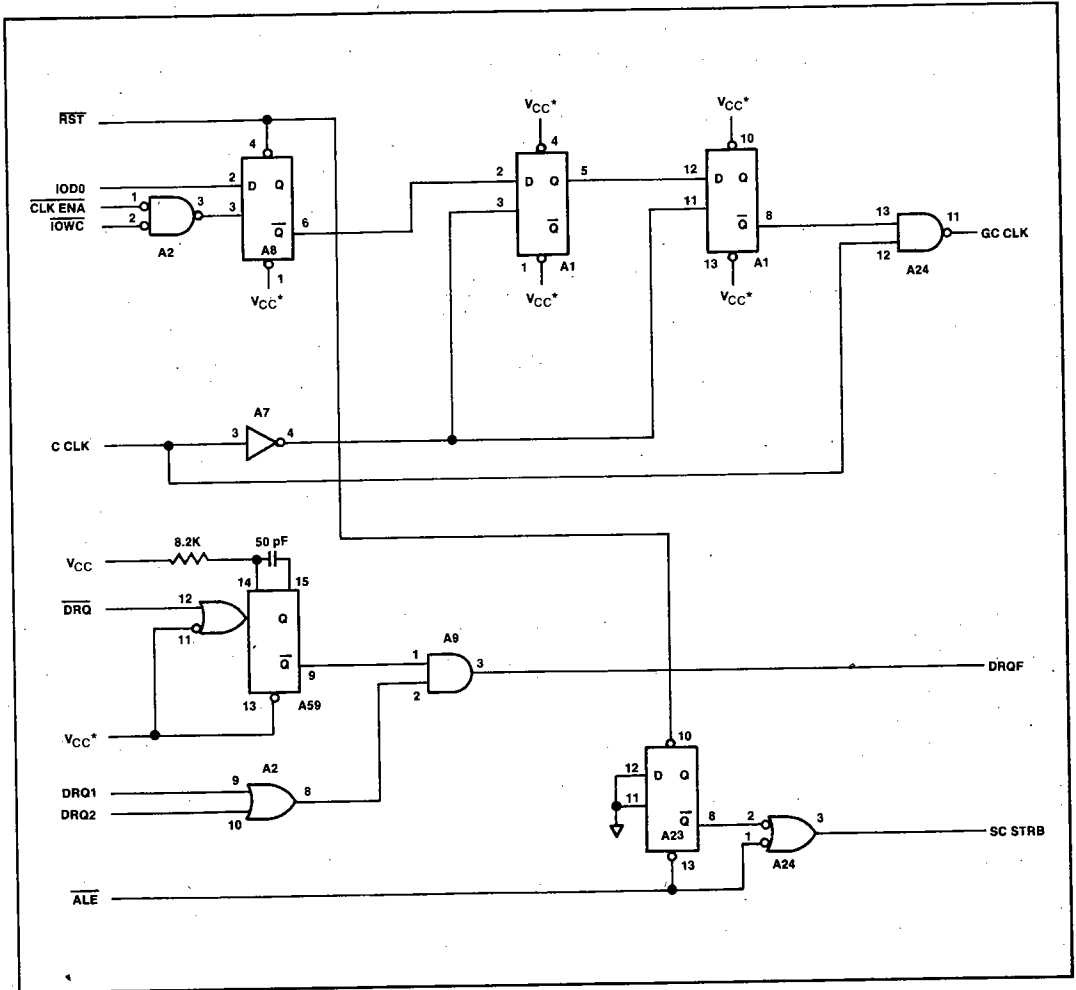 VCC*
VCC*
RST
4
4
10
2
D
Q
IOD0
CLK ENA
1
3
3
IOWC
2
Q
6
A2
A8
1
VCC*
2
D
Q
5
3
Q
1
A1
VCC*
12
D
Q
11
Q
8
13
A1
VCC*
13
12
11
GC CLK
A24
A7
C CLK
3
4
8.2K
50 pF
VCC
14
15
DRQ
12
11
Q
Q
9
13
A59
VCC*
A9
1
2
3
DRQF
A2
DRQ1
9
8
DRQ2
10
10
12
D
Q
11
Q
8
A23
13
2
1
3
SC STRB
A24
ALE